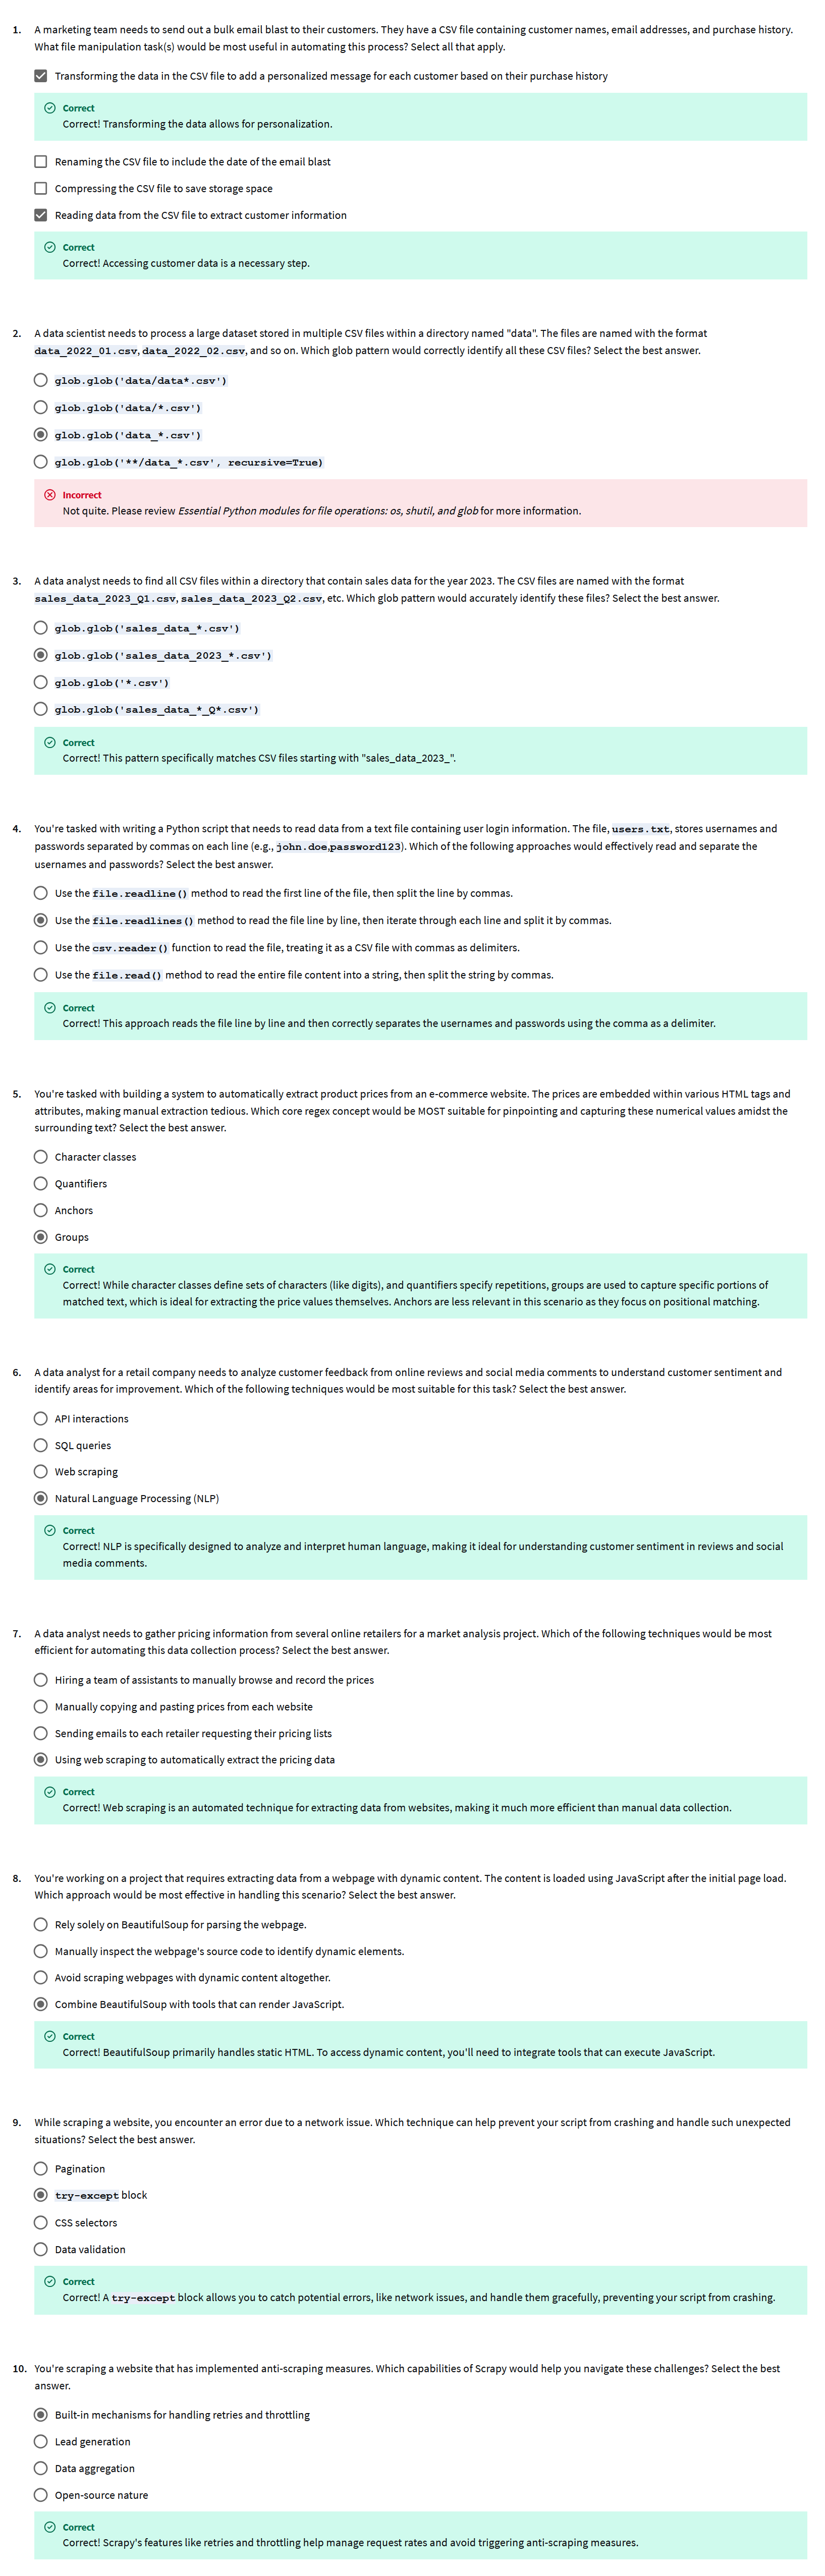 1. A marketing team needs to send out a bulk email blast to their customers. They have a CSV file containing customer names, email addresses, and purchase history.
What file manipulation task(s) would be most useful in automating this process? Select all that apply.
Transforming the data in the CSV file to add a personalized message for each customer based on their purchase history
Correct
Correct! Transforming the data allows for personalization.
Renaming the CSV file to include the date of the email blast
Compressing the CSV file to save storage space
Reading data from the CSV file to extract customer information
Correct
Correct! Accessing customer data is a necessary step.
2. A data scientist needs to process a large dataset stored in multiple CSV files within a directory named "data". The files are named with the format
data_2022_01.csv, data_2022_02.csv, and so on. Which glob pattern would correctly identify all these CSV files? Select the best answer.
glob.glob('data/data*.csv')
glob.glob('data/*.csv')
glob.glob('data_*.csv')
glob.glob('**/data_*.csv', recursive=True)
Incorrect
Not quite. Please review Essential Python modules for file operations: os, shutil, and glob for more information.
3. A data analyst needs to find all CSV files within a directory that contain sales data for the year 2023. The CSV files are named with the format
sales_data_2023_Q1.csv, sales_data_2023_Q2.csv, etc. Which glob pattern would accurately identify these files? Select the best answer.
glob.glob('sales_data_*.csv')
glob.glob('sales_data_2023_*.csv')
glob.glob('*.csv')
glob.glob('sales_data_*_Q*.csv')
Correct
Correct! This pattern specifically matches CSV files starting with "sales_data_2023_".
4. You're tasked with writing a Python script that needs to read data from a text file containing user login information. The file, users.txt, stores usernames and
passwords separated by commas on each line (e.g., john.doe,password123). Which of the following approaches would effectively read and separate the
usernames and passwords? Select the best answer.
Use the file.readline() method to read the first line of the file, then split the line by commas.
Use the file.readlines() method to read the file line by line, then iterate through each line and split it by commas.
Use the csv.reader() function to read the file, treating it as a CSV file with commas as delimiters.
Use the file.read() method to read the entire file content into a string, then split the string by commas.
Correct
Correct! This approach reads the file line by line and then correctly separates the usernames and passwords using the comma as a delimiter.
5. You're tasked with building a system to automatically extract product prices from an e-commerce website. The prices are embedded within various HTML tags and
attributes, making manual extraction tedious. Which core regex concept would be MOST suitable for pinpointing and capturing these numerical values amidst the
surrounding text? Select the best answer.
Character classes
Quantifiers
Anchors
Groups
Correct
Correct! While character classes define sets of characters (like digits), and quantifiers specify repetitions, groups are used to capture specific portions of
matched text, which is ideal for extracting the price values themselves. Anchors are less relevant in this scenario as they focus on positional matching.
6. A data analyst for a retail company needs to analyze customer feedback from online reviews and social media comments to understand customer sentiment and
identify areas for improvement. Which of the following techniques would be most suitable for this task? Select the best answer.
API interactions
SQL queries
Web scraping
Natural Language Processing (NLP)
Correct
Correct! NLP is specifically designed to analyze and interpret human language, making it ideal for understanding customer sentiment in reviews and social
media comments.
7. A data analyst needs to gather pricing information from several online retailers for a market analysis project. Which of the following techniques would be most
efficient for automating this data collection process? Select the best answer.
Hiring a team of assistants to manually browse and record the prices
Manually copying and pasting prices from each website
Sending emails to each retailer requesting their pricing lists
Using web scraping to automatically extract the pricing data
Correct
Correct! Web scraping is an automated technique for extracting data from websites, making it much more efficient than manual data collection.
8. You're working on a project that requires extracting data from a webpage with dynamic content. The content is loaded using JavaScript after the initial page load.
Which approach would be most effective in handling this scenario? Select the best answer.
Rely solely on BeautifulSoup for parsing the webpage.
Manually inspect the webpage's source code to identify dynamic elements.
Avoid scraping webpages with dynamic content altogether.
Combine BeautifulSoup with tools that can render JavaScript.
Correct
Correct! BeautifulSoup primarily handles static HTML. To access dynamic content, you'll need to integrate tools that can execute JavaScript.
9. While scraping a website, you encounter an error due to a network issue. Which technique can help prevent your script from crashing and handle such unexpected
situations? Select the best answer.
Pagination
try-except block
CSS selectors
Data validation
Correct
Correct! A try-except block allows you to catch potential errors, like network issues, and handle them gracefully, preventing your script from crashing.
10. You're scraping a website that has implemented anti-scraping measures. Which capabilities of Scrapy would help you navigate these challenges? Select the best
answer.
Built-in mechanisms for handling retries and throttling
Lead generation
Data aggregation
Open-source nature
Correct
Correct! Scrapy's features like retries and throttling help manage request rates and avoid triggering anti-scraping measures.